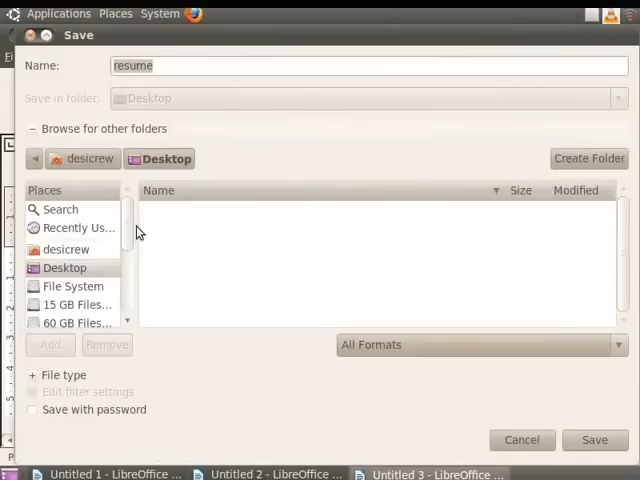 Applications Places System
Save
Name: resume
Save in folder: Desktop
Browse for other folders
desicrew Desktop Create Folder
Places Name Size Modified
Search
Recently Us...
desicrew
Desktop
File System
15 GB Files...
60 GB Files...
Add Remove All Formats
File type
Edit filter settings
Save with password
Cancel Save
Untitled 1 - LibreOffice ... Untitled 2 - LibreOffice ... Untitled 3 - LibreOffice ...